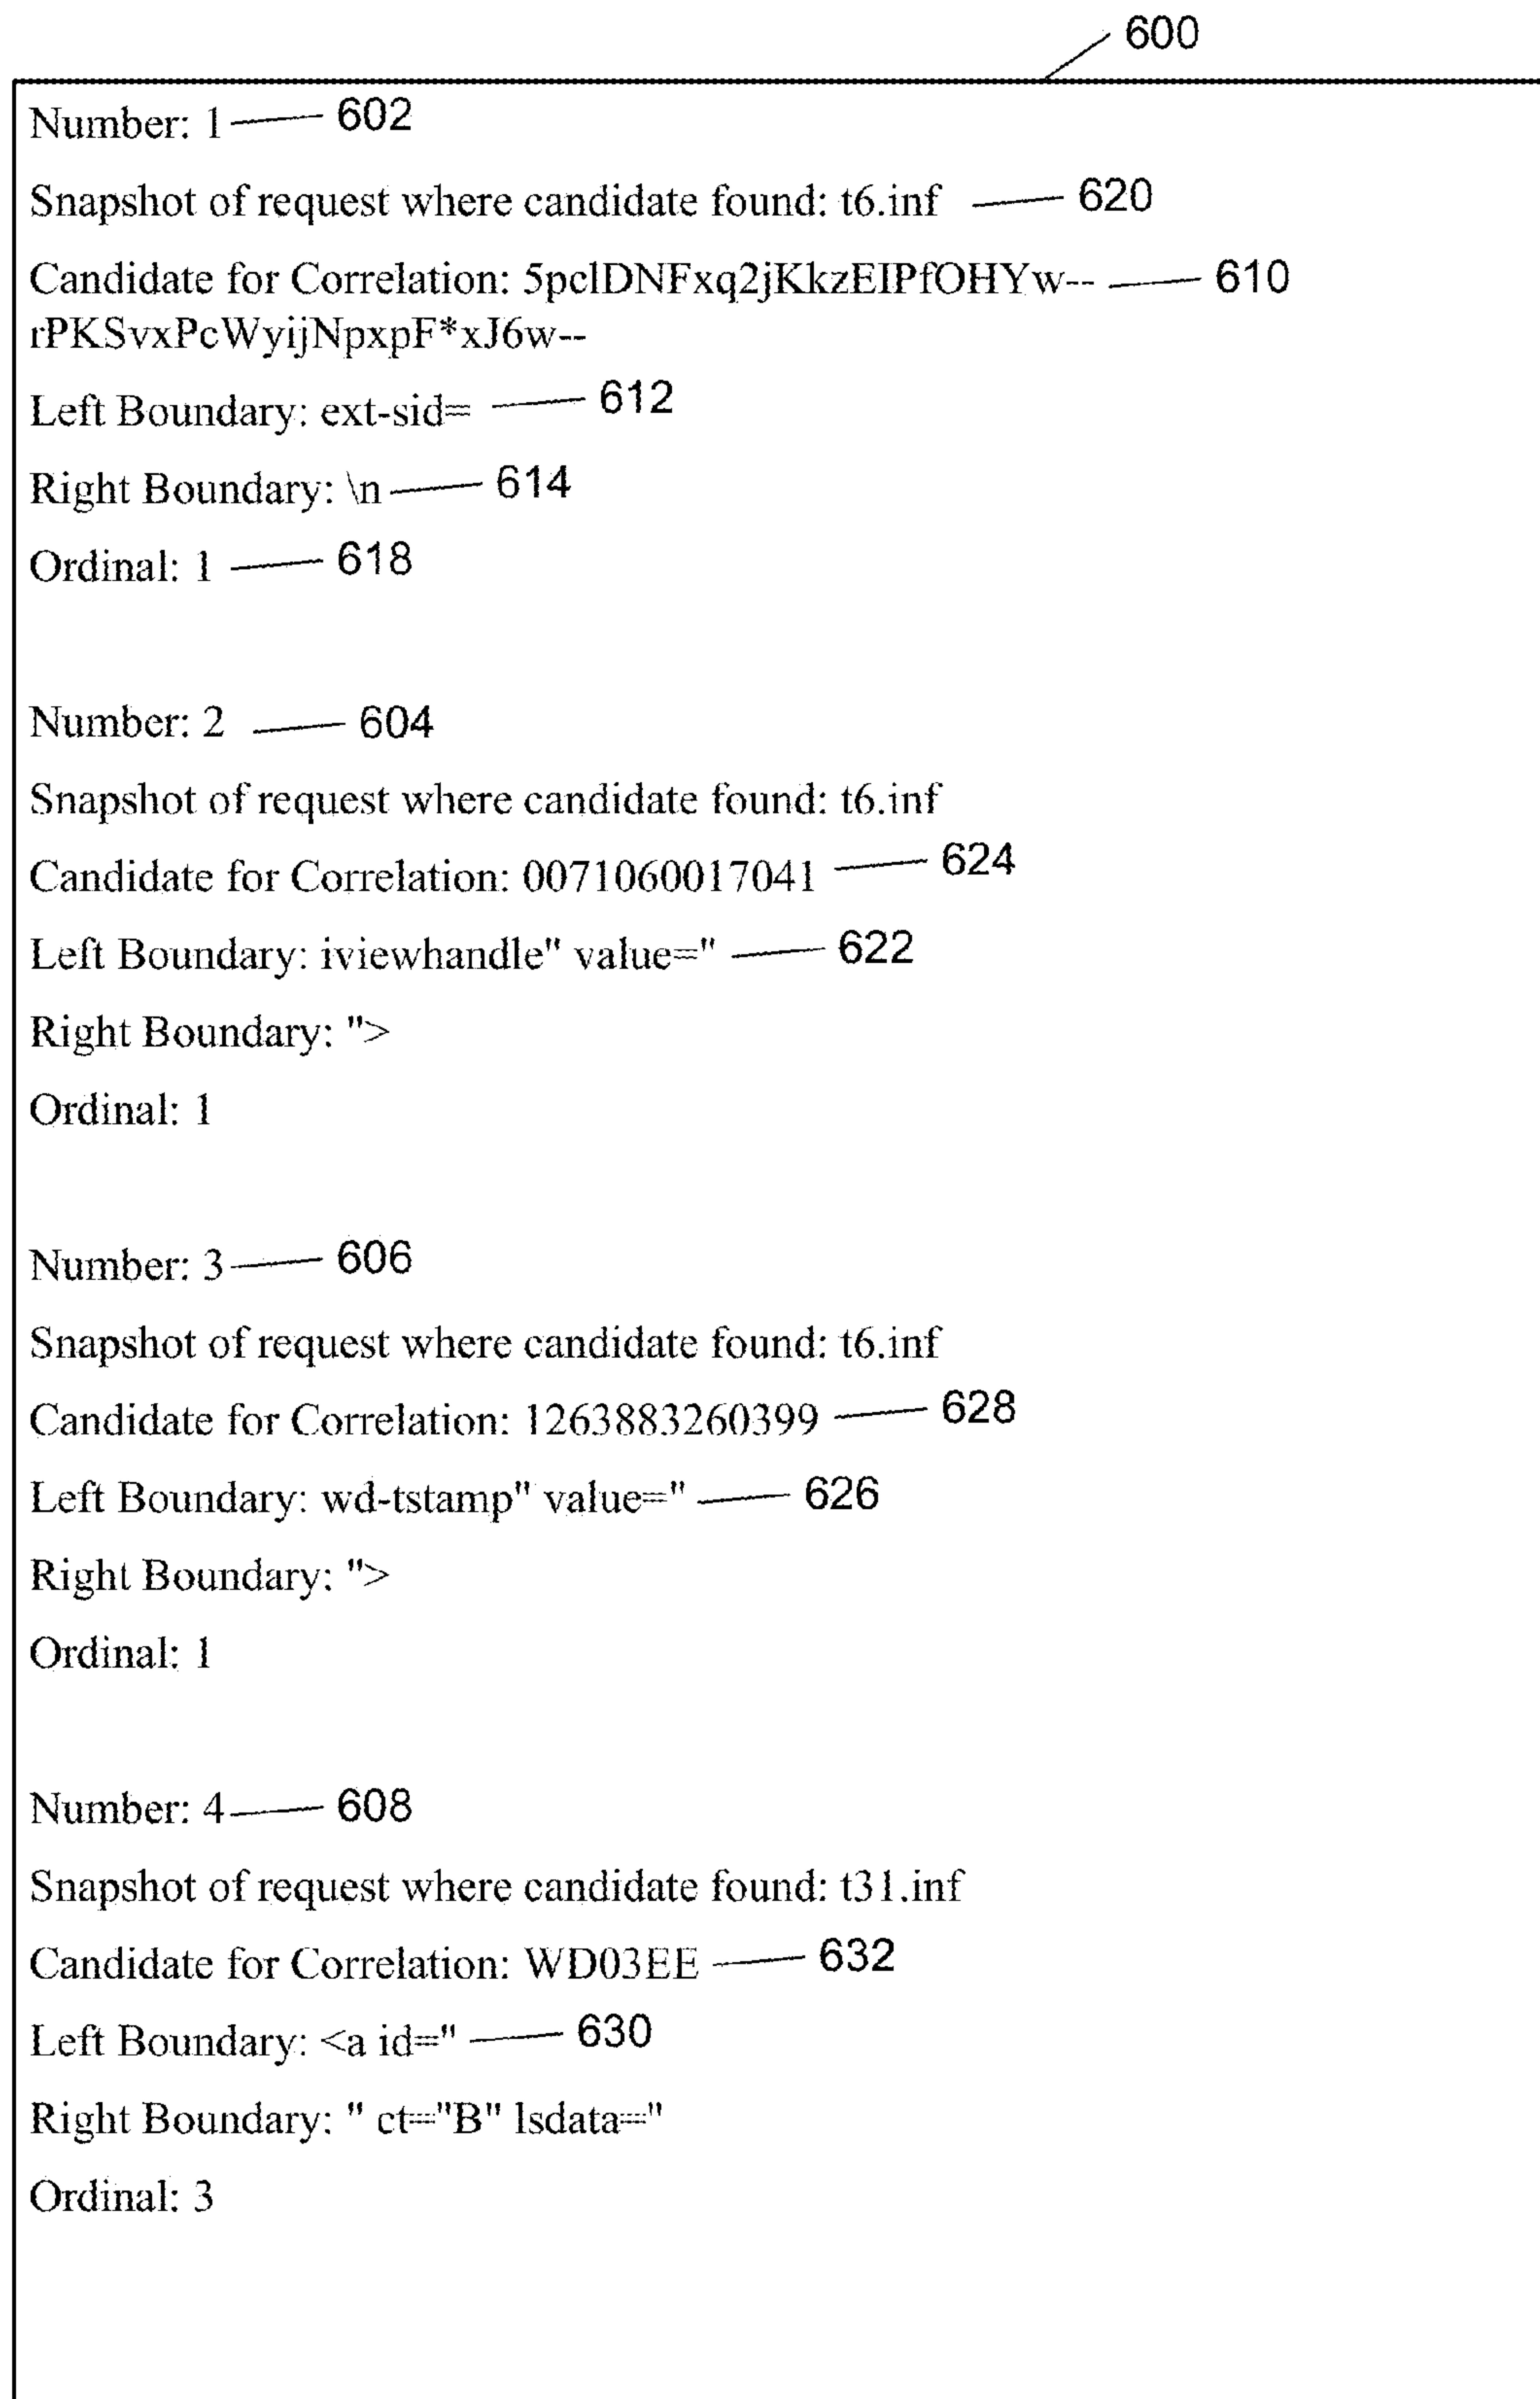 600
Number: 1 602
Snapshot of request where candidate found: t6.inf 620
Candidate for Correlation: 5pclDNFxq2jKkzEIPfOHYw-- 610
rPKSvxPcWyijNpxpF*xJ6w--
Left Boundary: ext-sid= 612
Right Boundary: \n 614
Ordinal: 1 618
Number: 2 604
Snapshot of request where candidate found: t6.inf
Candidate for Correlation: 0071060017041 624
Left Boundary: iviewhandle" value=" 622
Right Boundary: ">
Ordinal: 1
Number: 3 606
Snapshot of request where candidate found: t6.inf
Candidate for Correlation: 1263883260399 628
Left Boundary: wd-tstamp" value=" 626
Right Boundary: ">
Ordinal: 1
Number: 4 608
Snapshot of request where candidate found: t31.inf
Candidate for Correlation: WD03EE 632
Left Boundary: <a id=" 630
Right Boundary: " ct="B" lsdata="
Ordinal: 3